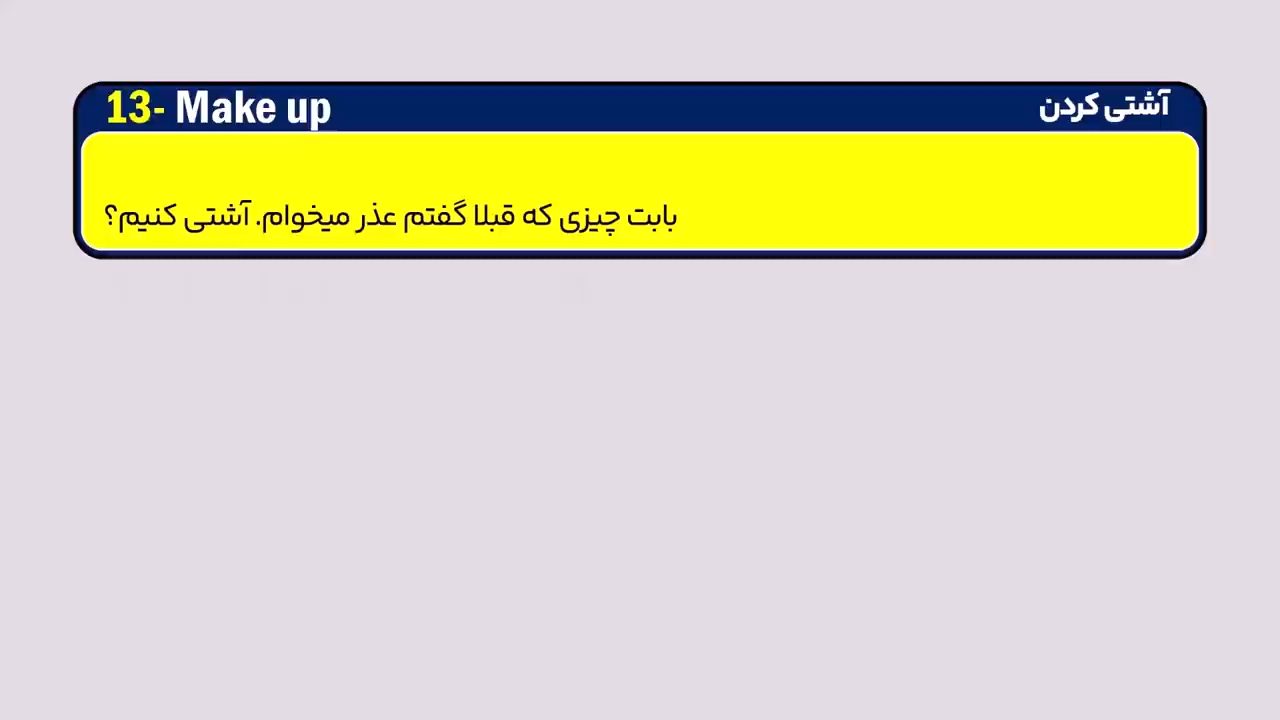 13- Make up
آشتی کردن
بابت چیزی که قبلا گفتم عذر میخوام. آشتی کنیم؟